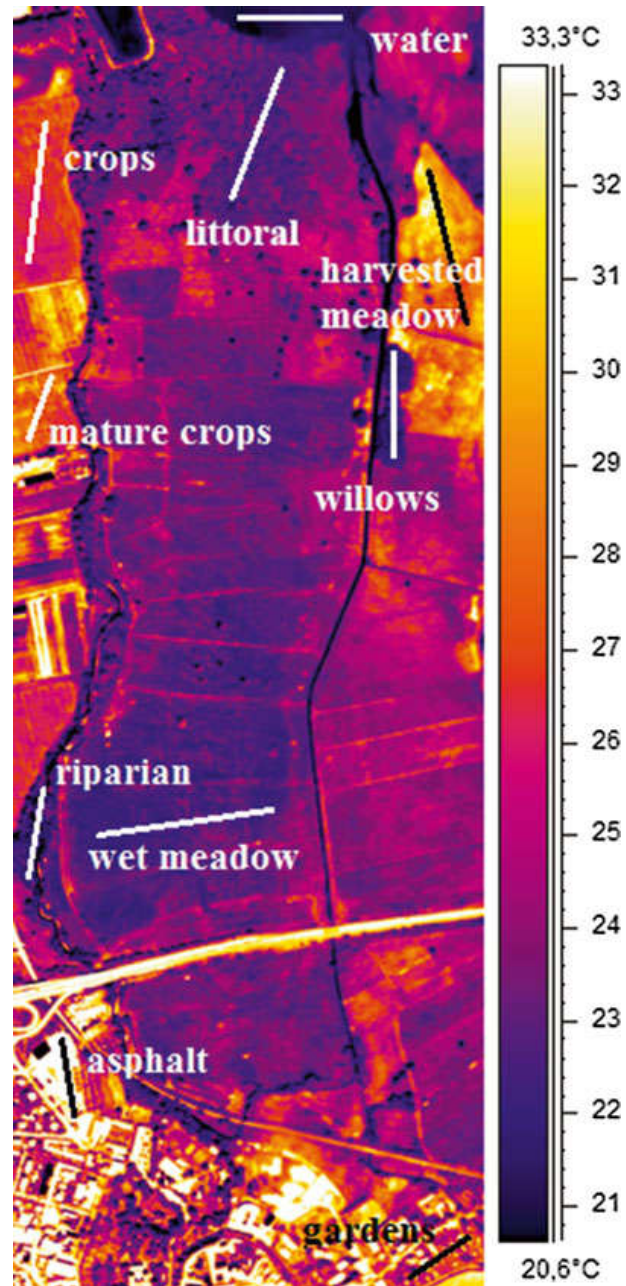 water
33,3°C
33
crops
32
littoral
31
harvested
meadow
30
mature crops
29
willows
28
27
26
riparian
25
wet meadow
24
23
asphalt
22
gardens
21
20,6°C